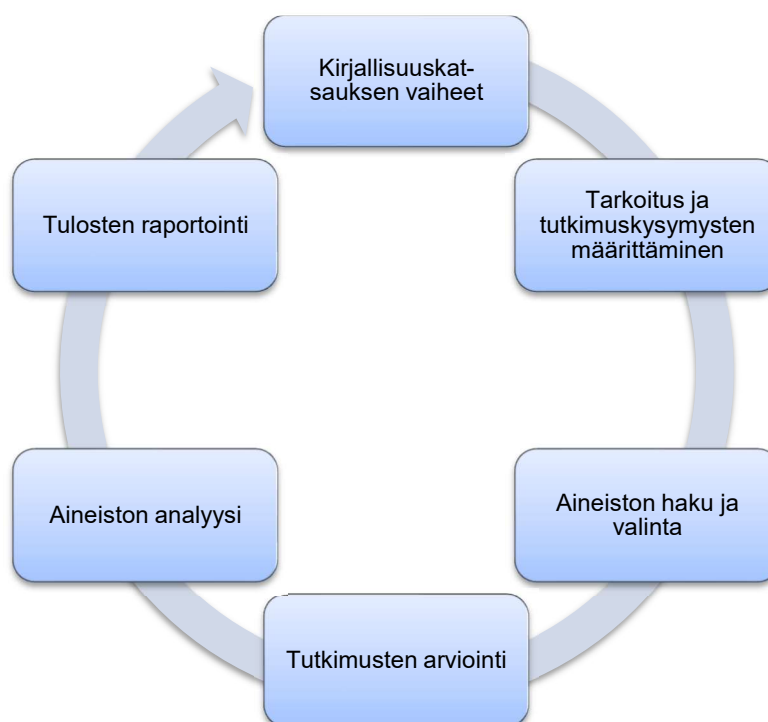 Kirjallisuuskat-
sauksen vaiheet
Tarkoitus ja
tutkimuskysymysten
määrittäminen
Aineiston haku ja
valinta
Tutkimusten arviointi
Aineiston analyysi
Tulosten raportointi